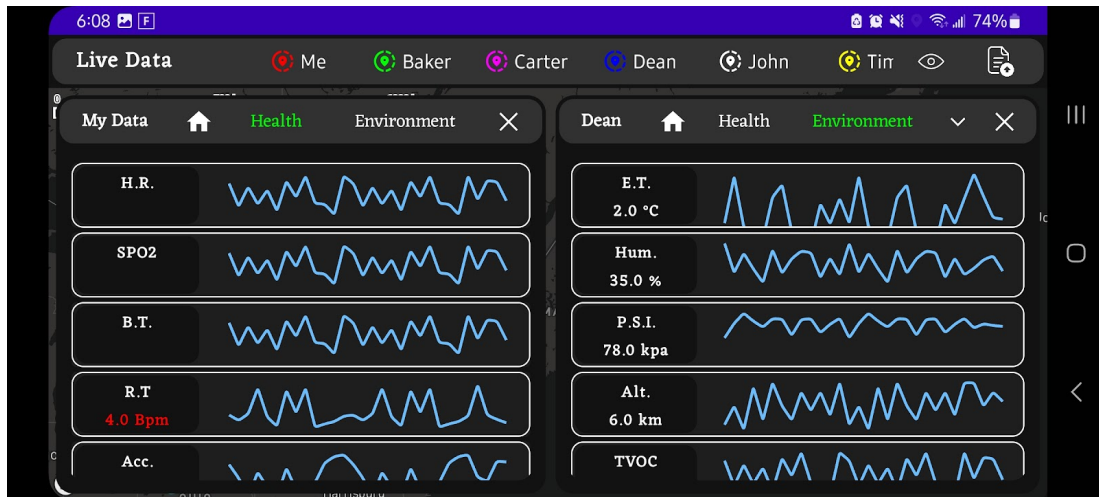 6:08 F 74%
Live Data Me Baker Carter Dean John Tim
My Data Health Environment
H.R.
SPO2
B.T.
R.T
4.0 Bpm
Acc.
Dean Health Environment
E.T.
2.0 °C
Hum.
35.0 %
P.S.I.
78.0 kpa
Alt.
6.0 km
TVOC